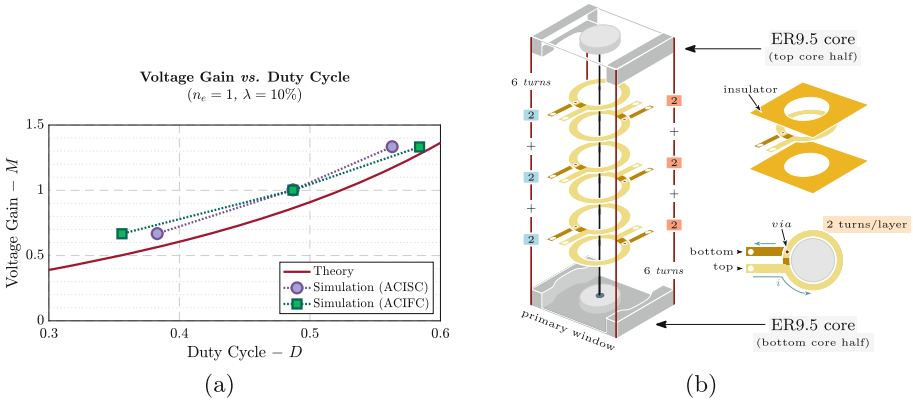 Voltage Gain vs. Duty Cycle
(nₑ = 1, λ = 10%)
1.5
1
0.5
0
0.3
0.4
0.5
0.6
Voltage Gain − M
Duty Cycle − D
Theory
Simulation (ACISC)
Simulation (ACIFC)
(a)
ER9.5 core
(top core half)
6 turns
2
+
2
+
2
2
+
2
+
2
6 turns
primary window
insulator
via
2 turns/layer
bottom
top
i
ER9.5 core
(bottom core half)
(b)